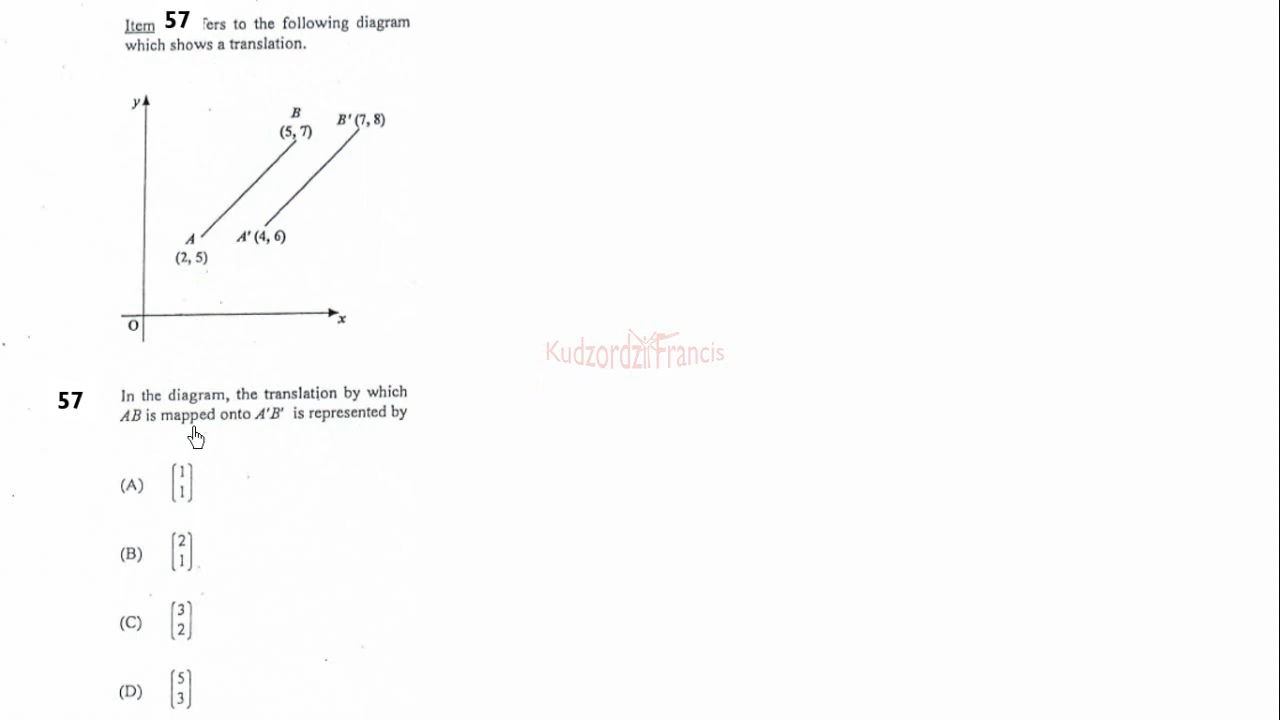 Item 57 fers to the following diagram
which shows a translation.
y
B
(5, 7)
B' (7, 8)
A
(2, 5)
A' (4, 6)
O
x
Kudzordzi Francis
57 In the diagram, the translation by which
AB is mapped onto A'B' is represented by
(A) [1
1]
(B) [2
1]
(C) [3
2]
(D) [5
3]